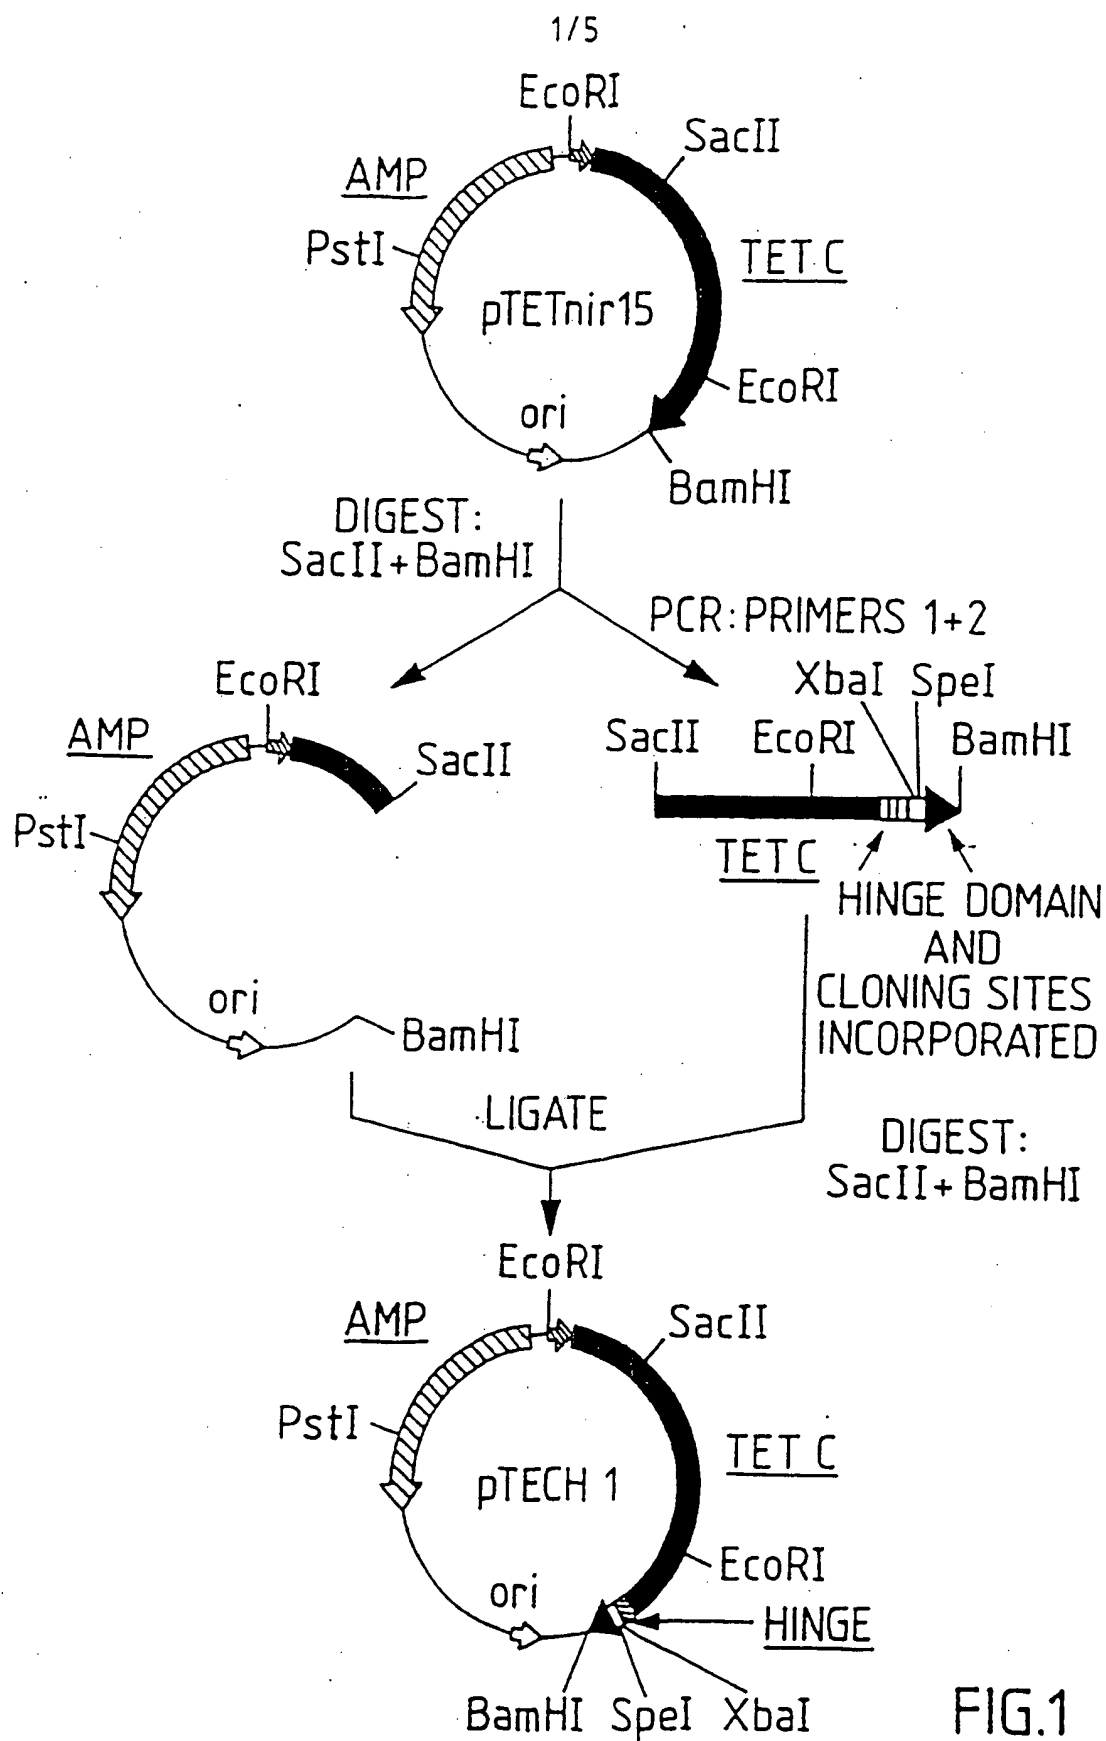 1/5
EcoRI
SacII
AMP
PstI
TET C
pTETnir15
EcoRI
ori
BamHI
DIGEST:
SacII+BamHI
PCR:PRIMERS 1+2
EcoRI
XbaI SpeI
AMP
SacII
SacII EcoRI BamHI
PstI
TET C
HINGE DOMAIN
AND
CLONING SITES
INCORPORATED
ori
BamHI
LIGATE
DIGEST:
SacII+BamHI
EcoRI
AMP
SacII
PstI
TET C
pTECH 1
EcoRI
ori
HINGE
BamHI SpeI XbaI
FIG.1